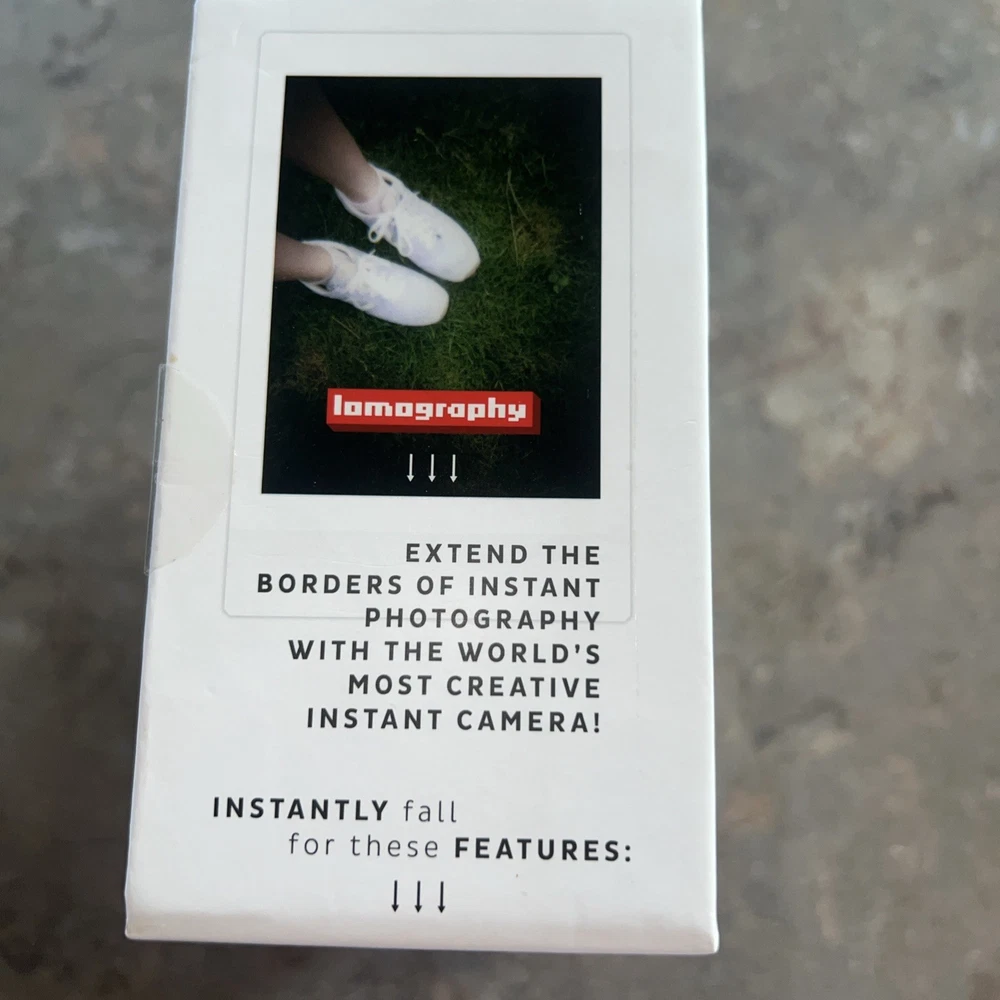 lomography
↓↓↓
EXTEND THE
BORDERS OF INSTANT
PHOTOGRAPHY
WITH THE WORLD'S
MOST CREATIVE
INSTANT CAMERA!
INSTANTLY fall
for these FEATURES:
↓↓↓